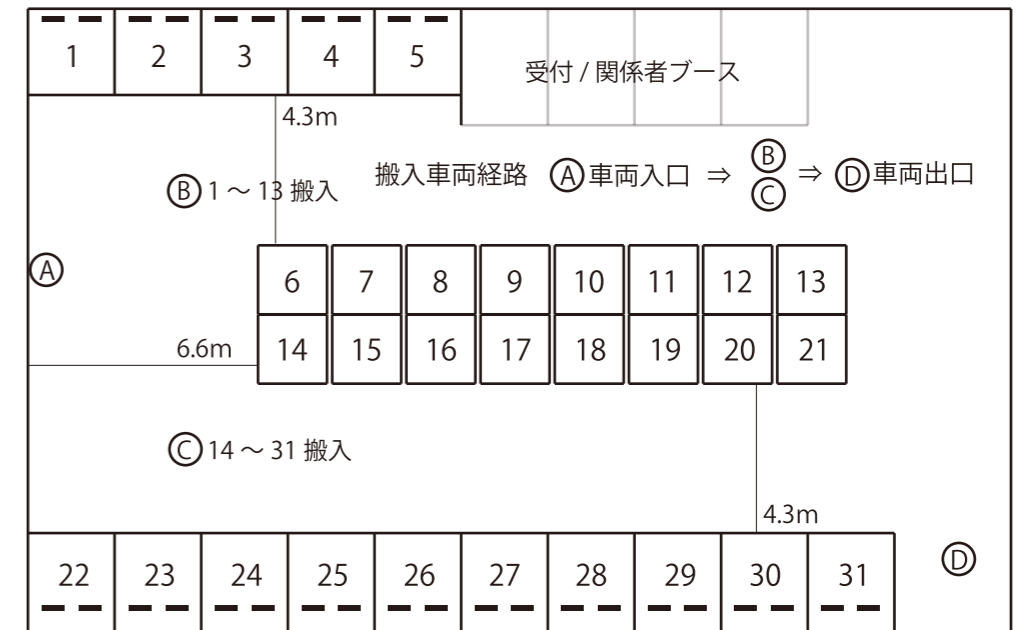 1 2 3 4 5
受付 / 関係者ブース
4.3m
搬入車両経路 Ⓐ車両入口 ⇒ Ⓑ Ⓒ ⇒ Ⓓ車両出口
Ⓑ 1 〜 13 搬入
Ⓐ
6 7 8 9 10 11 12 13
6.6m
14 15 16 17 18 19 20 21
Ⓒ 14 〜 31 搬入
4.3m
Ⓓ
22 23 24 25 26 27 28 29 30 31